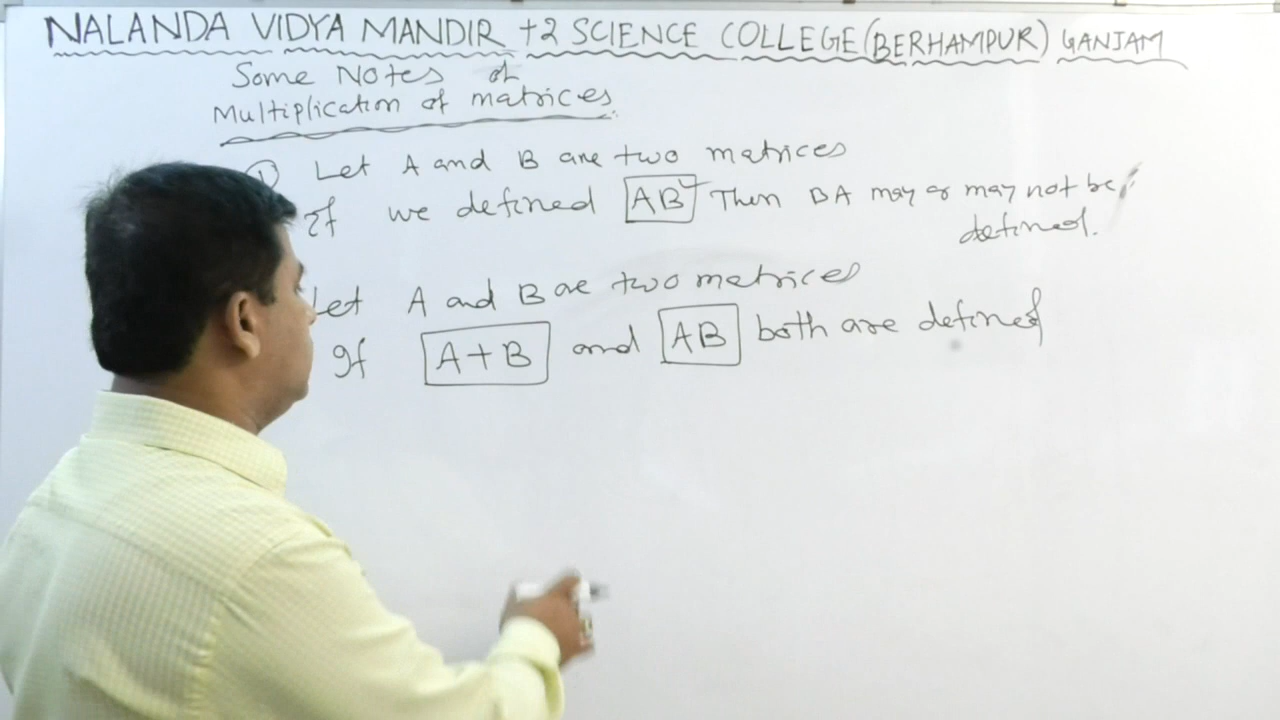 NALANDA VIDYA MANDIR +2 SCIENCE COLLEGE (BERHAMPUR) GANJAM
Some Notes of
Multiplication of matrices.
① Let A and B are two matrices
If we defined AB Then BA may or may not be
defined.
Let A and B are two matrices
If A+B and AB both are defined